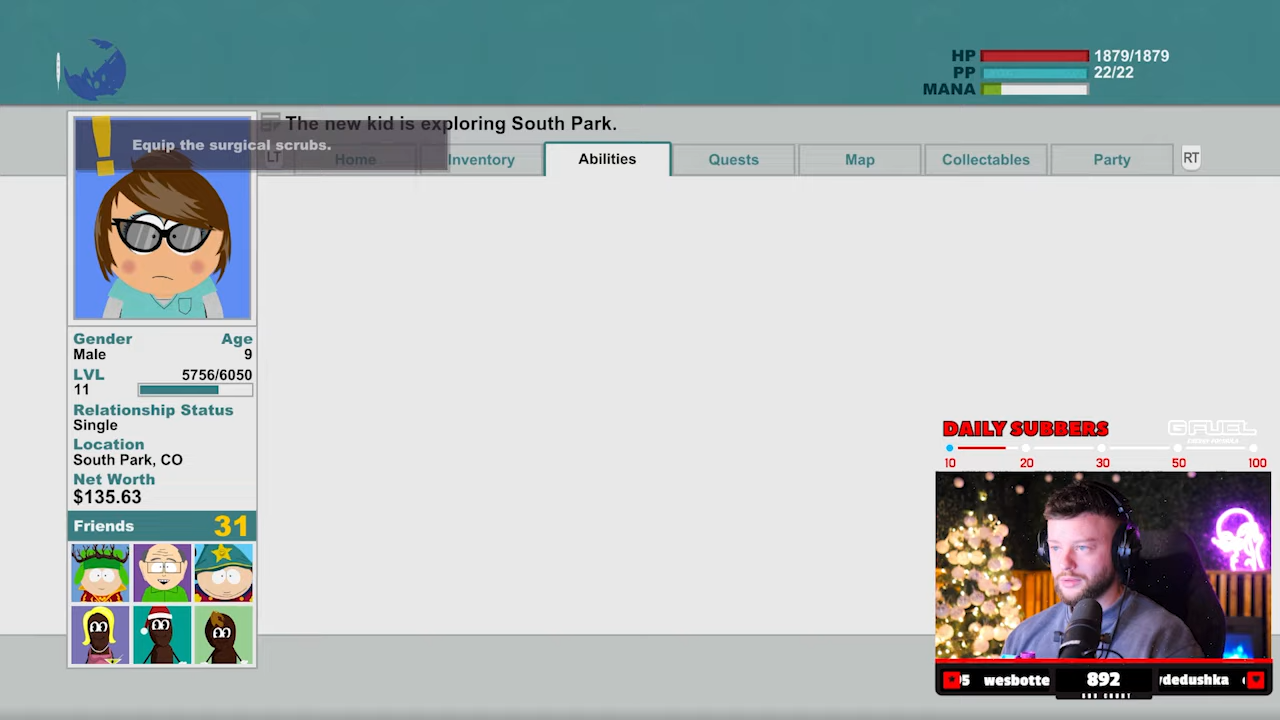 HP 1879/1879
PP 22/22
MANA
The new kid is exploring South Park.
! Equip the surgical scrubs.
LT Home Inventory Abilities Quests Map Collectables Party RT
Gender Age
Male 9
LVL 5756/6050
11
Relationship Status
Single
Location
South Park, CO
Net Worth
$135.63
Friends 31
DAILY SUBBERS G FUEL
10 20 30 50 100
wesbotte 892
SUB COUNT